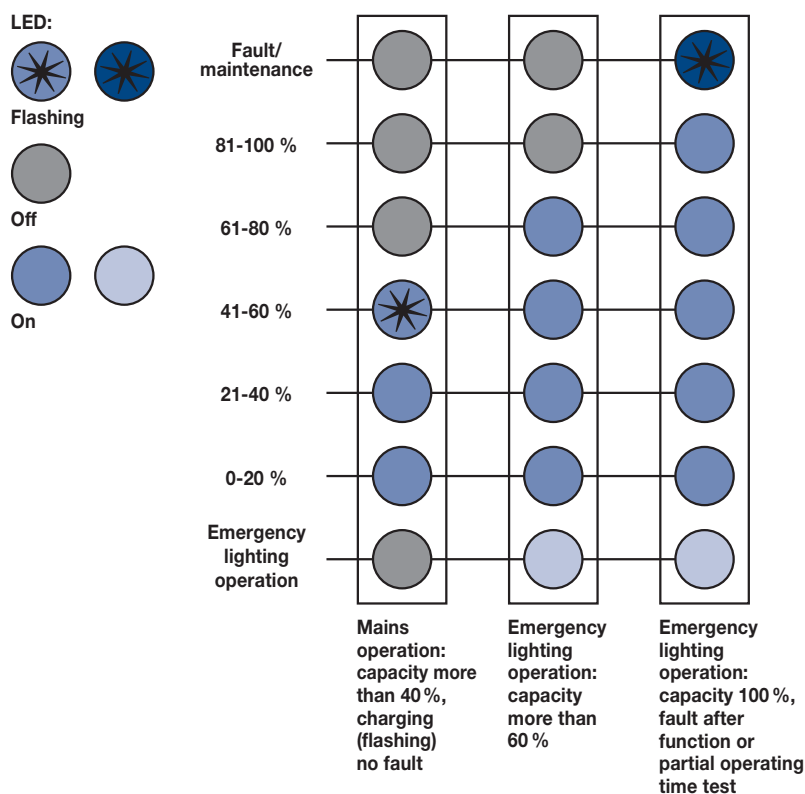 LED:
Flashing
Off
On
Fault/
maintenance
81-100 %
61-80 %
41-60 %
21-40 %
0-20 %
Emergency
lighting
operation
Mains
operation:
capacity more
than 40 %,
charging
(flashing)
no fault
Emergency
lighting
operation:
capacity
more than
60 %
Emergency
lighting
operation:
capacity 100 %,
fault after
function or
partial operating
time test